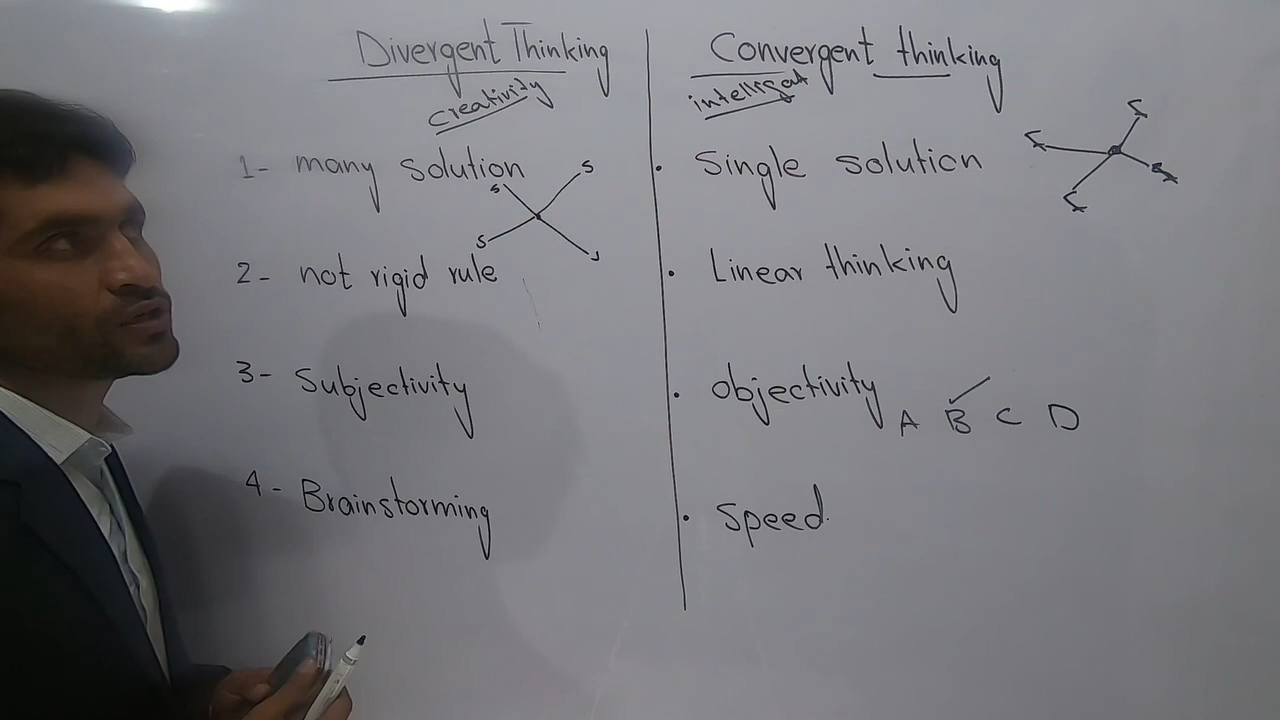 Divergent Thinking
creativity
1- many solution
s s
s s
2- not rigid rule
3- Subjectivity
4- Brainstorming
Convergent thinking
• Single solution
• Linear thinking
• objectivity
A B C D
• speed.